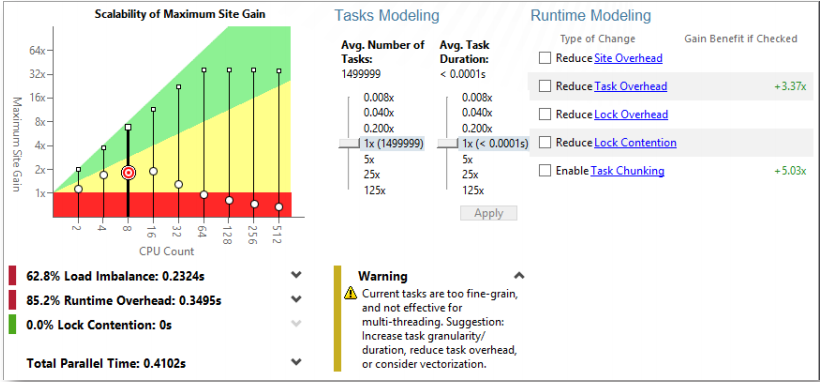 Scalability of Maximum Site Gain
64x
32x
16x
8x
4x
2x
1x
Maximum Site Gain
2
4
8
16
32
64
128
256
512
CPU Count
62.8% Load Imbalance: 0.2324s
85.2% Runtime Overhead: 0.3495s
0.0% Lock Contention: 0s
Total Parallel Time: 0.4102s
Tasks Modeling
Avg. Number of
Tasks:
1499999
0.008x
0.040x
0.200x
1x (1499999)
5x
25x
125x
Avg. Task
Duration:
< 0.0001s
0.008x
0.040x
0.200x
1x (< 0.0001s)
5x
25x
125x
Apply
Warning
Current tasks are too fine-grain,
and not effective for
multi-threading. Suggestion:
Increase task granularity/
duration, reduce task overhead,
or consider vectorization.
Runtime Modeling
Type of Change Gain Benefit if Checked
Reduce Site Overhead
Reduce Task Overhead +3.37x
Reduce Lock Overhead
Reduce Lock Contention
Enable Task Chunking +5.03x